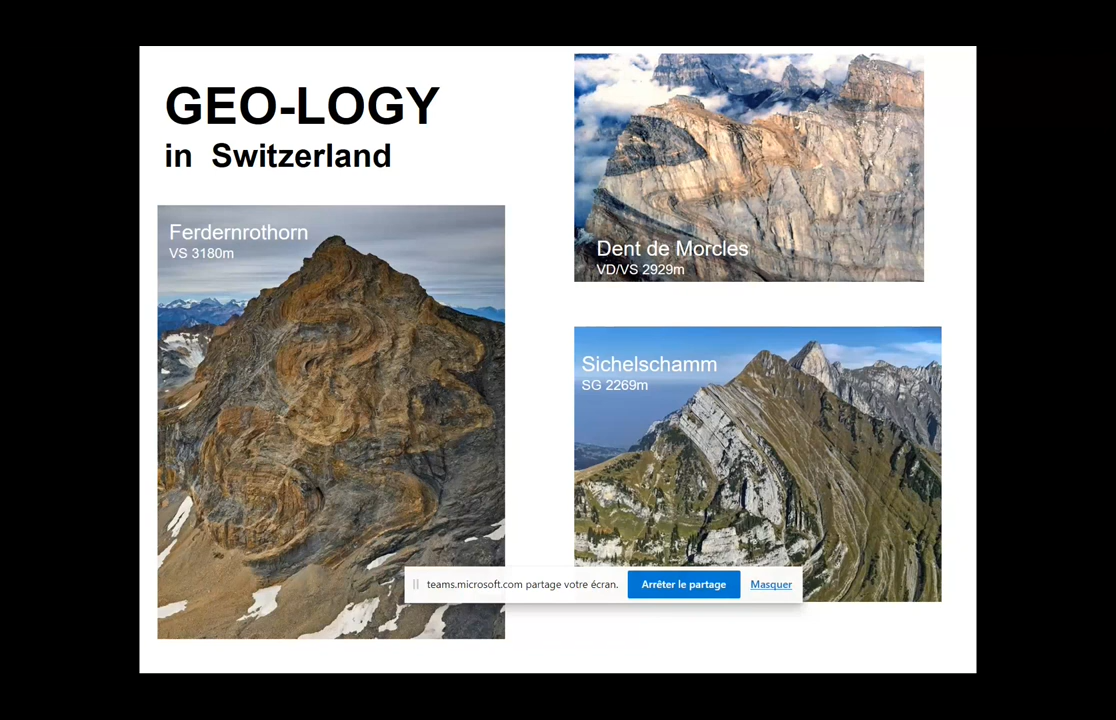 GEO-LOGY
in Switzerland
Ferdernrothorn
VS 3180m
Dent de Morcles
VD/VS 2929m
Sichelschamm
SG 2269m
teams.microsoft.com partage votre écran.
Arrêter le partage
Masquer